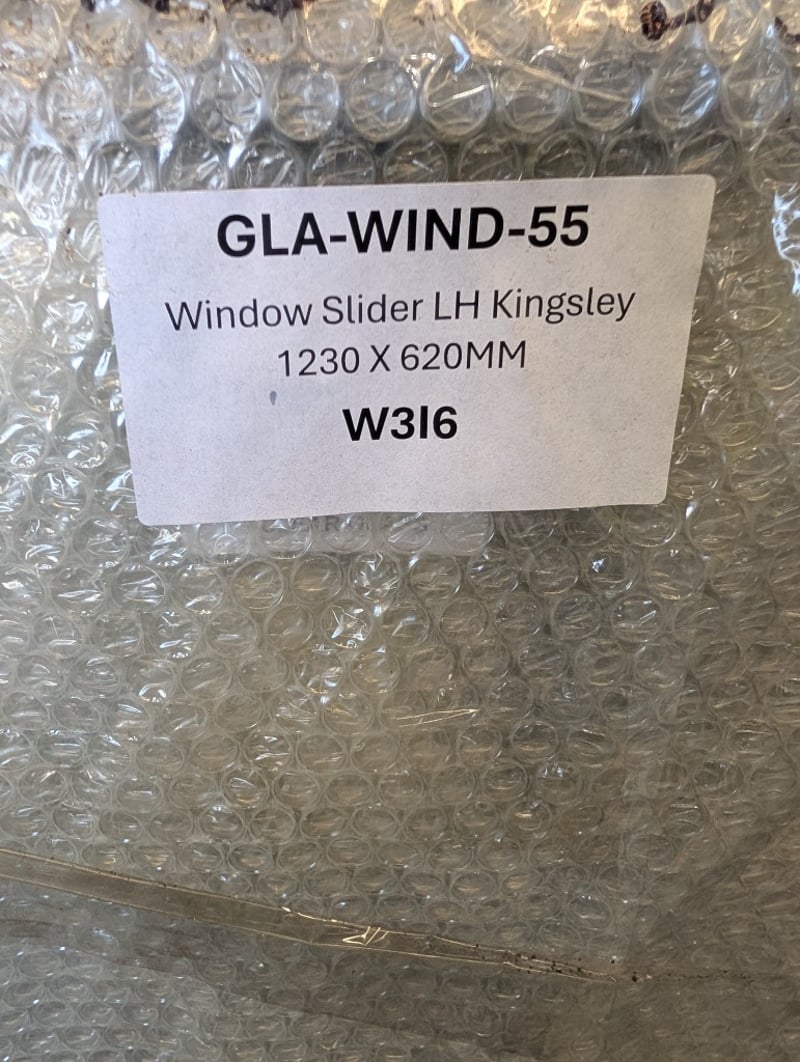 GLA-WIND-55
Window Slider LH Kingsley
1230 X 620MM
W3I6